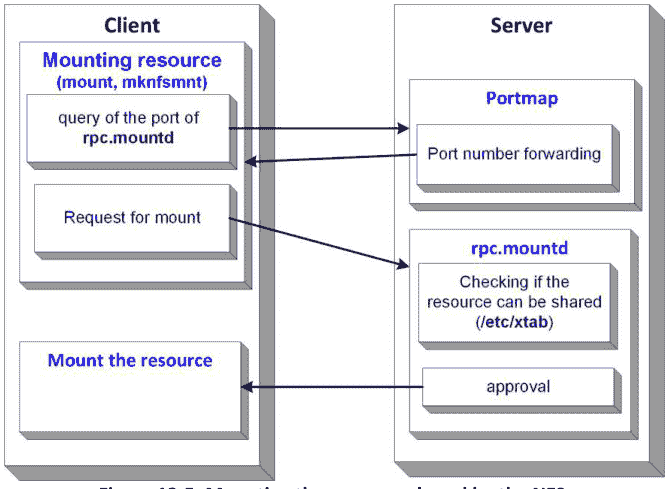 Client
Server
Mounting resource
(mount, mknfsmnt)
query of the port of
rpc.mountd
Portmap
Port number forwarding
Request for mount
rpc.mountd
Checking if the
resource can be shared
(/etc/xtab)
Mount the resource
approval